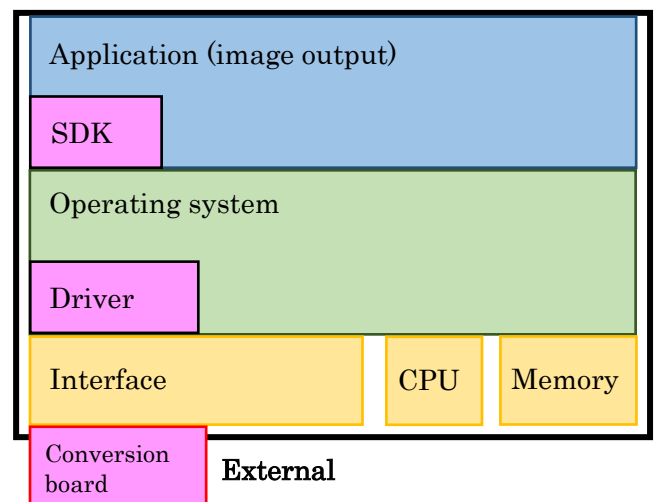 Application (image output)
SDK
Operating system
Driver
Interface
CPU
Memory
Conversion
board
External